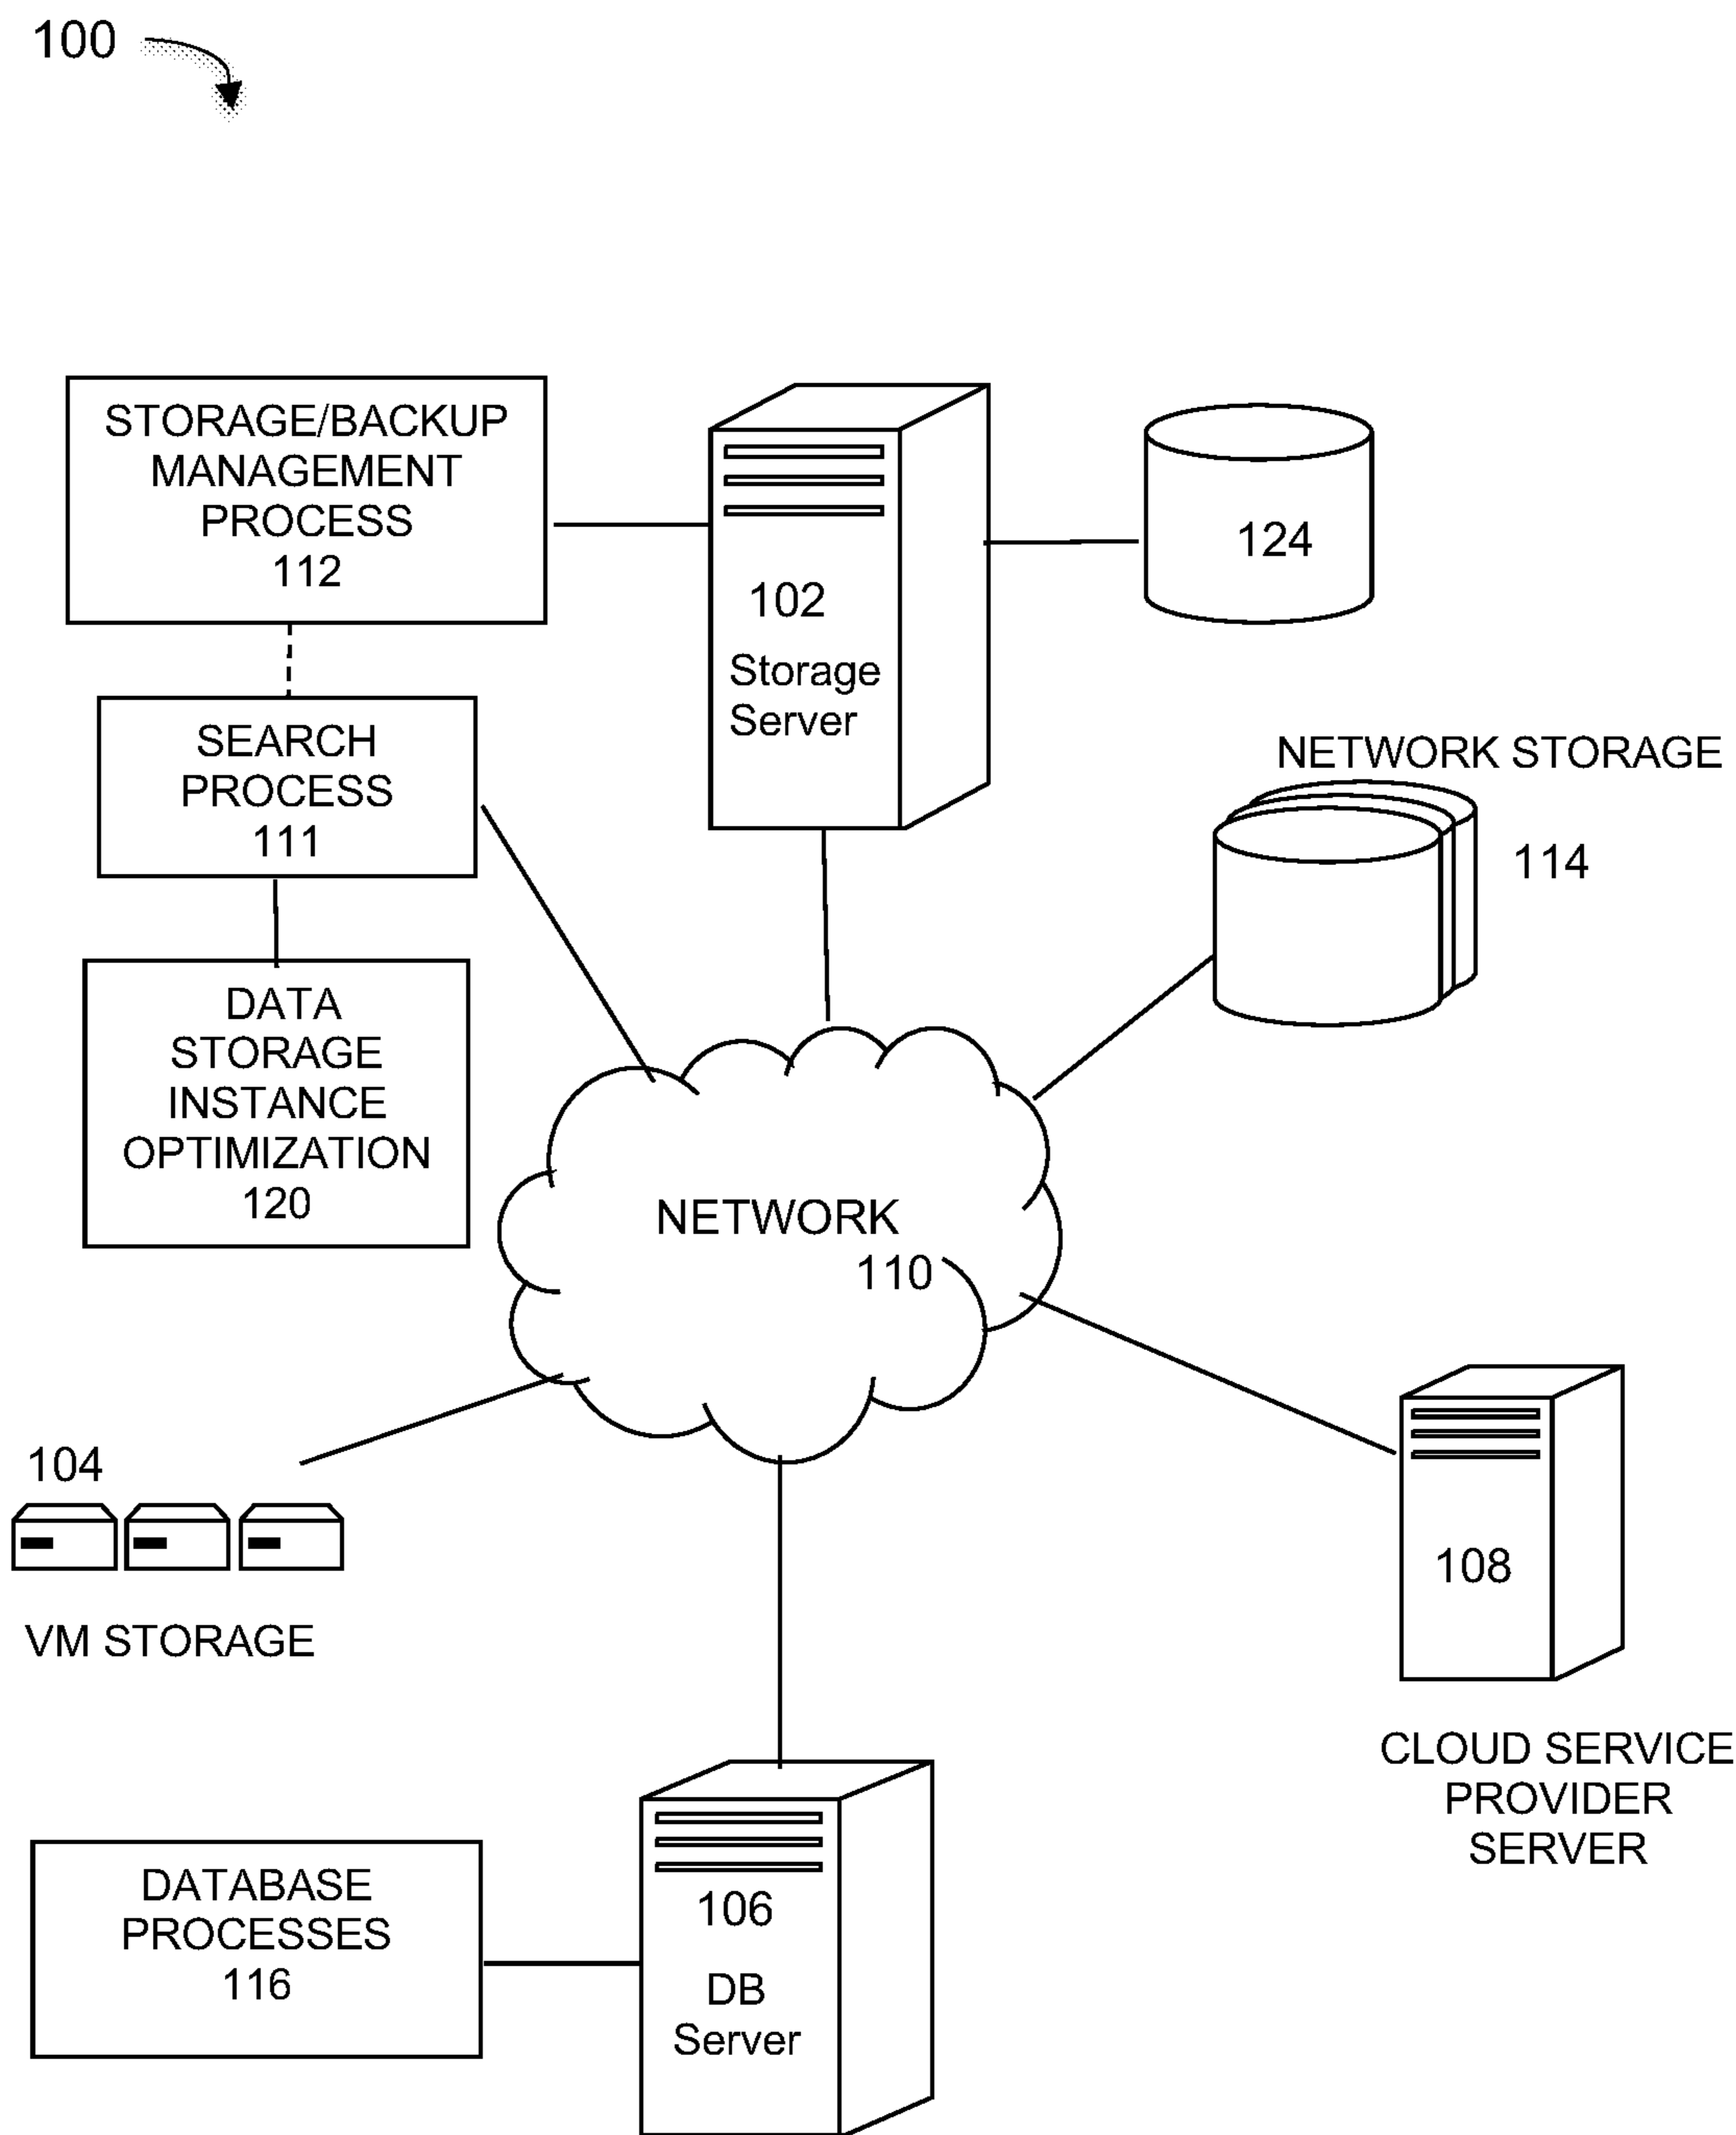 100
STORAGE/BACKUP
MANAGEMENT
PROCESS
112
102
Storage
Server
124
SEARCH
PROCESS
111
NETWORK STORAGE
114
DATA
STORAGE
INSTANCE
OPTIMIZATION
120
NETWORK
110
104
VM STORAGE
108
CLOUD SERVICE
PROVIDER
SERVER
DATABASE
PROCESSES
116
106
DB
Server